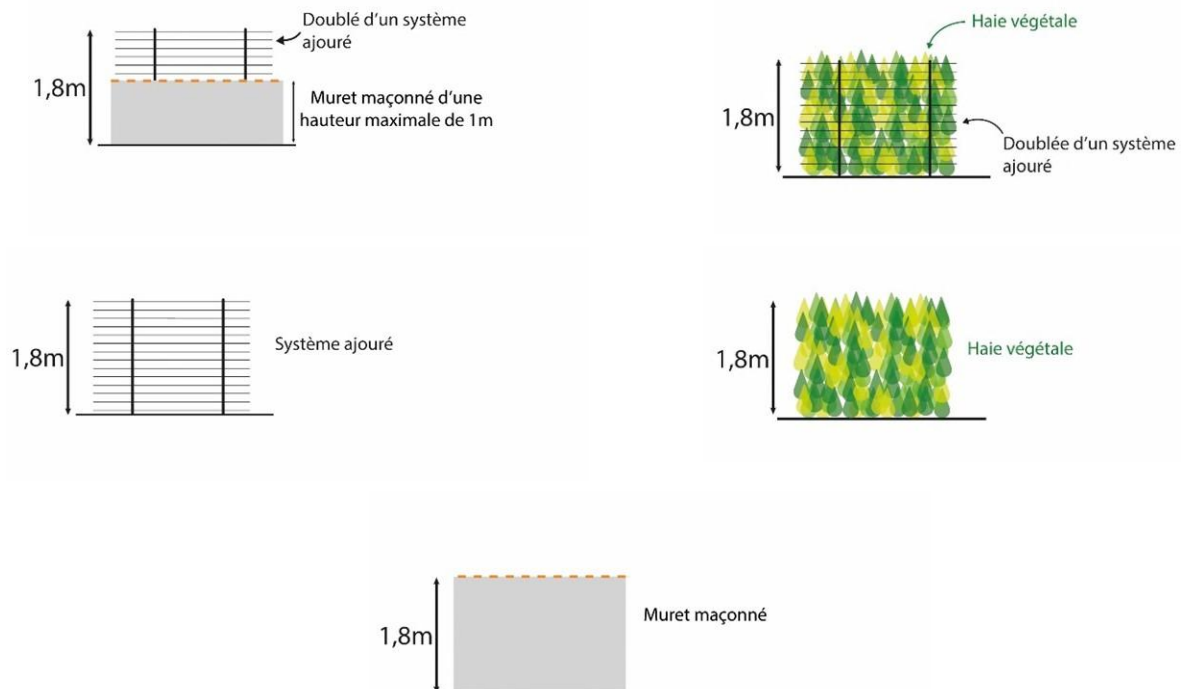 Doublé d'un système
ajouré
1,8m
Muret maçonné d'une
hauteur maximale de 1m
Haie végétale
1,8m
Doublée d'un système
ajouré
1,8m
Système ajouré
1,8m
Haie végétale
1,8m
Muret maçonné